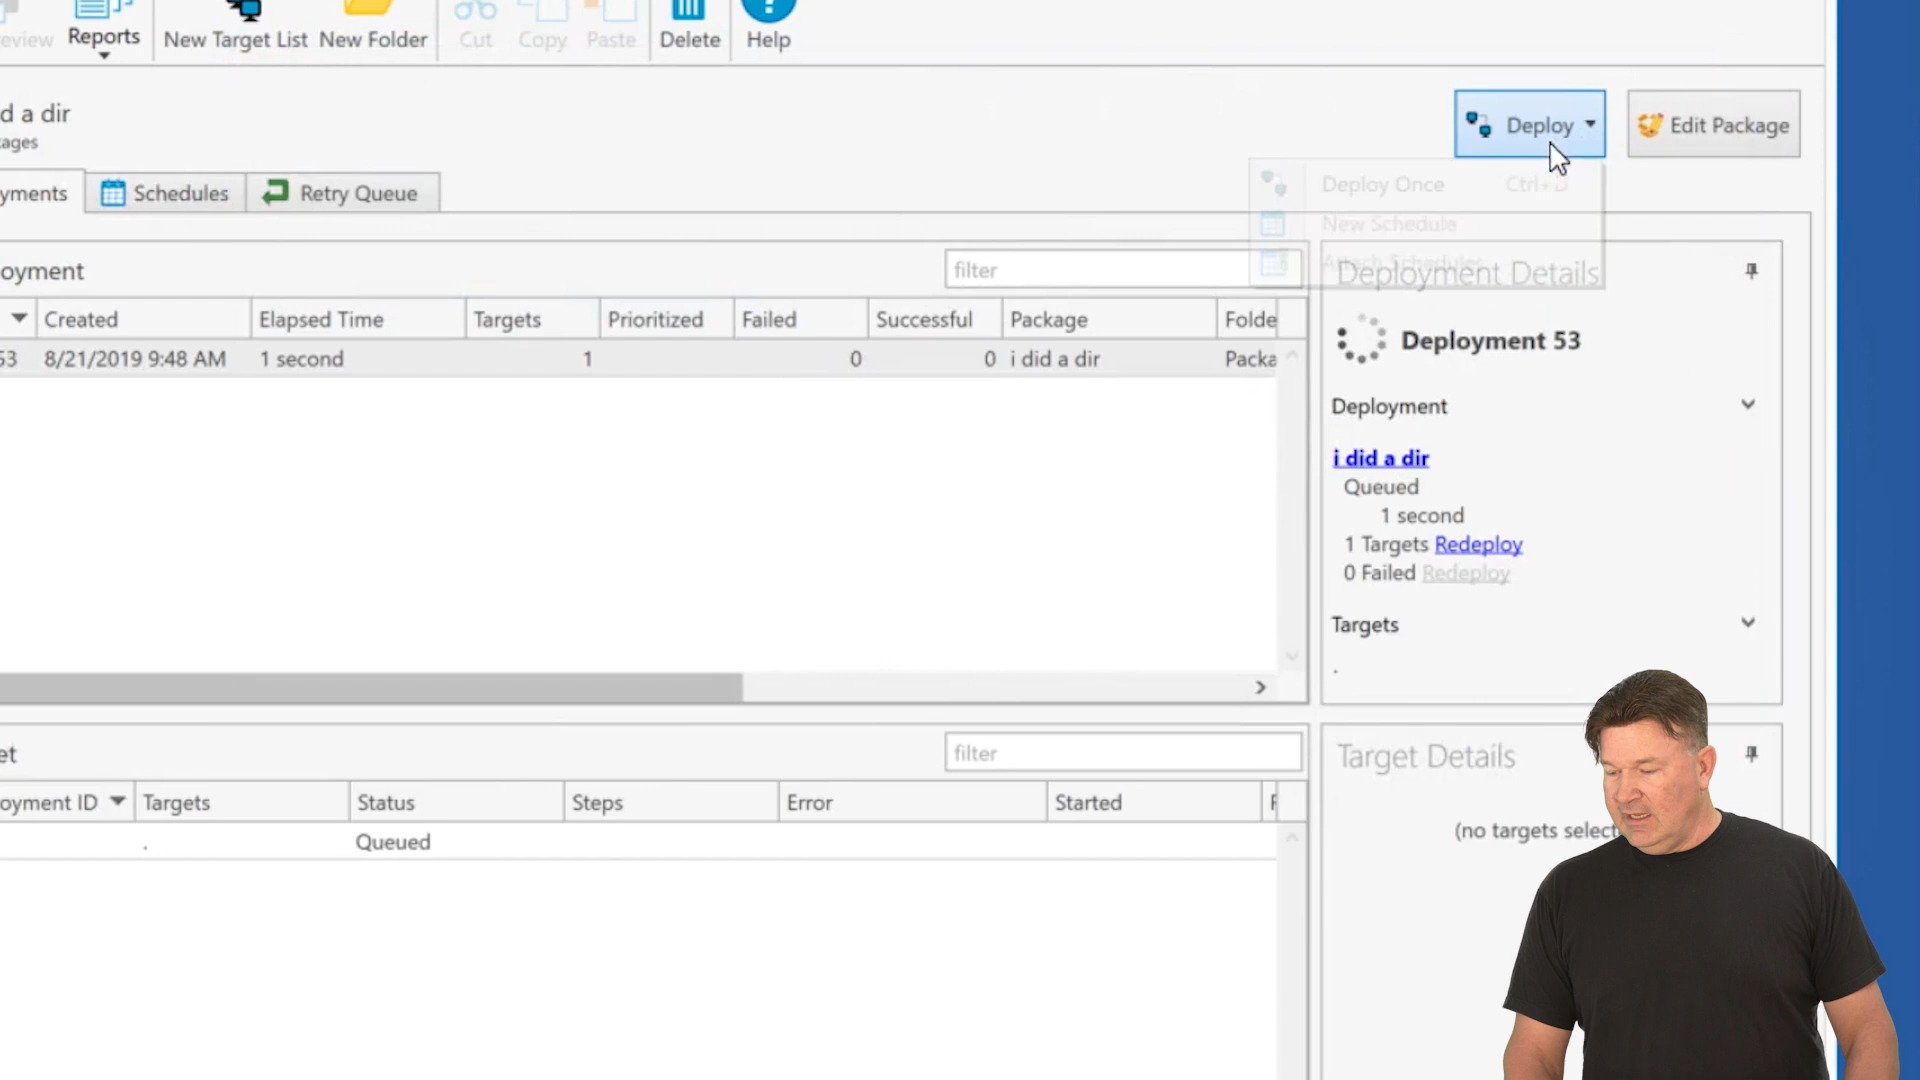 eview Reports New Target List New Folder Cut Copy Paste Delete Help
d a dir
ages
Deploy Edit Package
Deploy Once Ctrl+D
New Schedule
Attach Schedules
yments Schedules Retry Queue
oyment filter
Deployment Details
Created Elapsed Time Targets Prioritized Failed Successful Package Folde
53 8/21/2019 9:48 AM 1 second 1 0 0 i did a dir Packa
Deployment 53
Deployment
i did a dir
Queued
1 second
1 Targets Redeploy
0 Failed Redeploy
Targets
.
et filter
Target Details
oyment ID Targets Status Steps Error Started F
. Queued
(no targets select